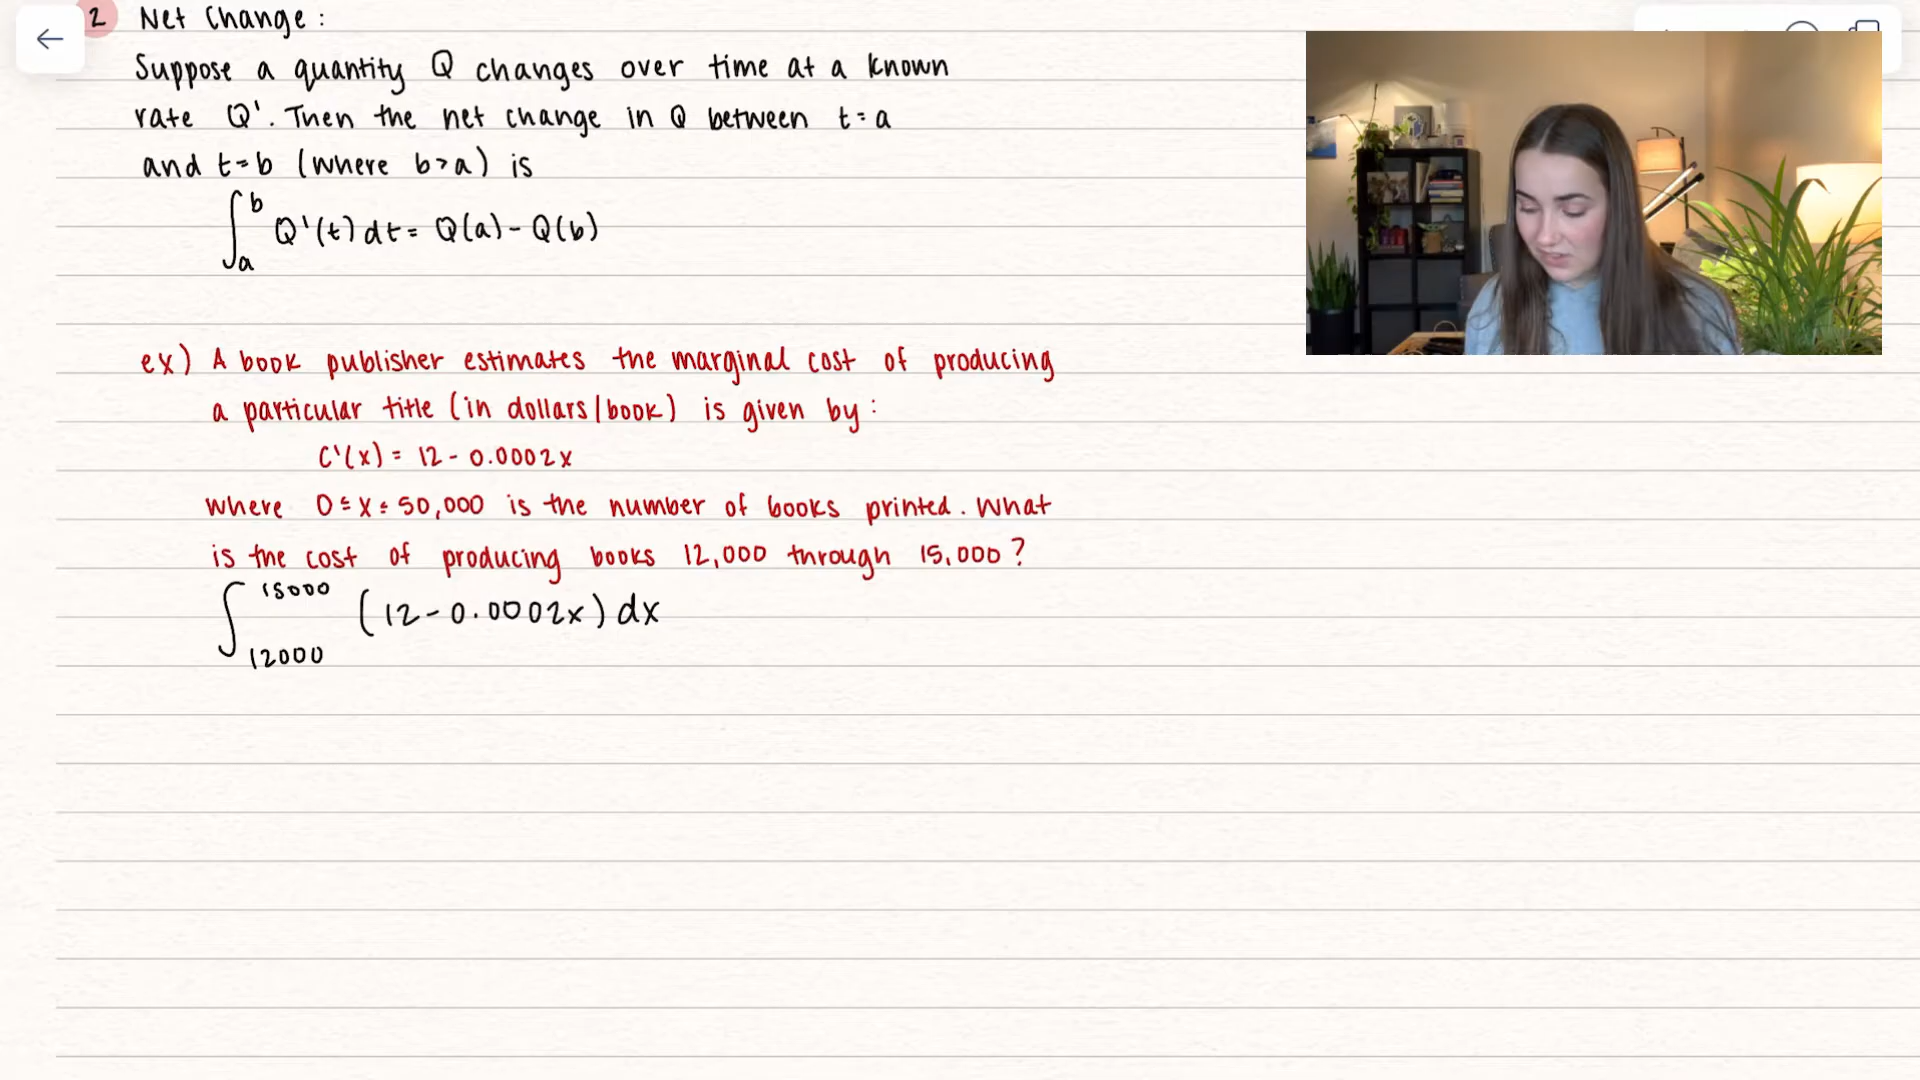 2 Net Change:
Suppose a quantity Q changes over time at a known
rate Q'. Then the net change in Q between t=a
and t=b (where b>a) is
∫_a^b Q'(t)dt = Q(a) - Q(b)
ex) A book publisher estimates the marginal cost of producing
a particular title (in dollars/book) is given by:
C'(x) = 12 - 0.0002x
where 0 ≤ x ≤ 50,000 is the number of books printed. What
is the cost of producing books 12,000 through 15,000?
∫_12000^15000 (12 - 0.0002x) dx